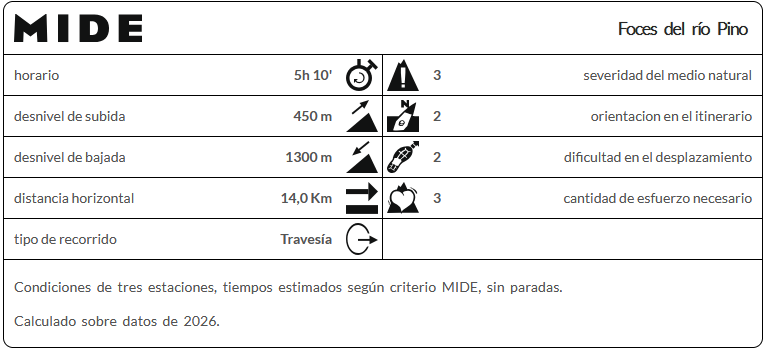 MIDE Foces del río Pino
horario 5h 10' 3 severidad del medio natural
desnivel de subida 450 m N 2 orientacion en el itinerario
desnivel de bajada 1300 m 2 dificultad en el desplazamiento
distancia horizontal 14,0 Km 3 cantidad de esfuerzo necesario
tipo de recorrido Travesía
Condiciones de tres estaciones, tiempos estimados según criterio MIDE, sin paradas.
Calculado sobre datos de 2026.